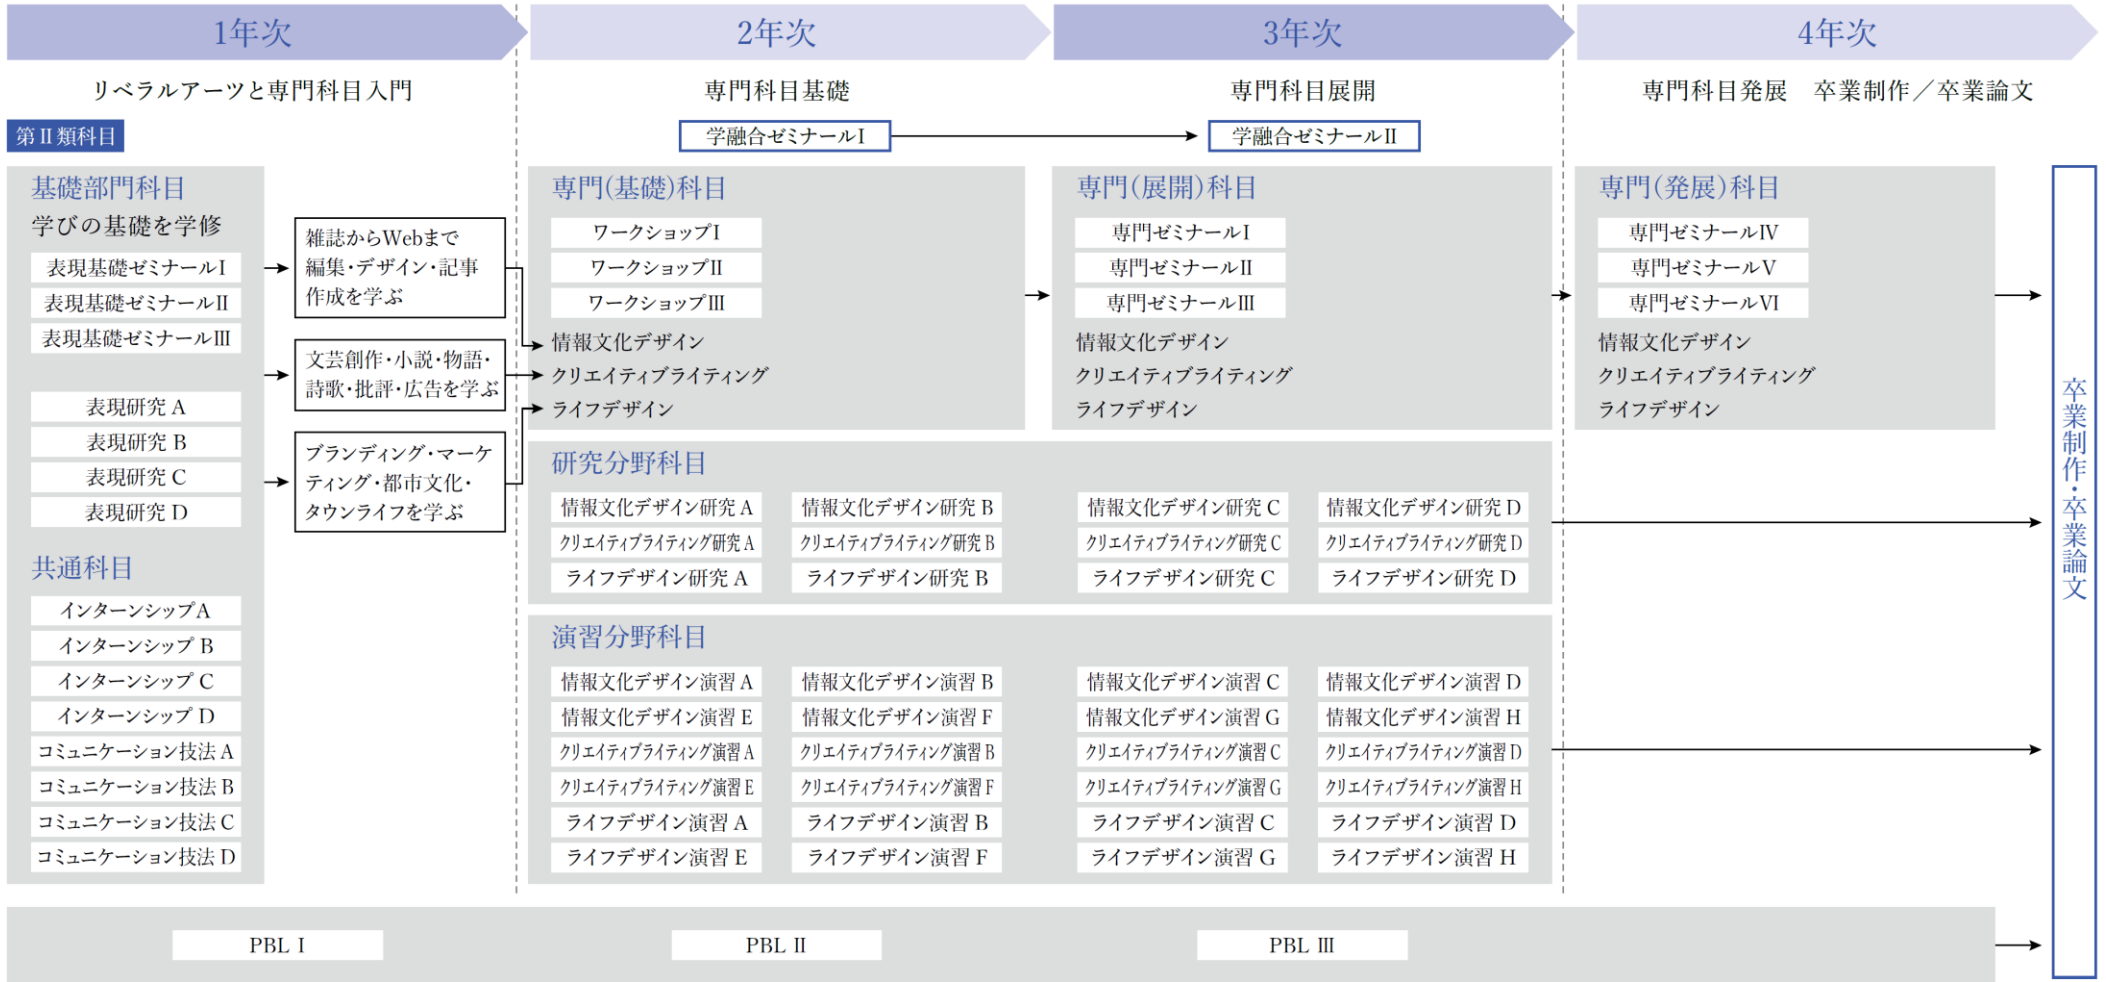 1年次
2年次
3年次
4年次
リベラルアーツと専門科目入門
専門科目基礎
専門科目展開
専門科目発展　卒業制作／卒業論文
第Ⅱ類科目
学融合ゼミナールⅠ
学融合ゼミナールⅡ
基礎部門科目
学びの基礎を学修
表現基礎ゼミナールⅠ
表現基礎ゼミナールⅡ
表現基礎ゼミナールⅢ
表現研究 A
表現研究 B
表現研究 C
表現研究 D
共通科目
インターンシップ A
インターンシップ B
インターンシップ C
インターンシップ D
コミュニケーション技法 A
コミュニケーション技法 B
コミュニケーション技法 C
コミュニケーション技法 D
雑誌からWebまで
編集・デザイン・記事
作成を学ぶ
文芸創作・小説・物語・
詩歌・批評・広告を学ぶ
ブランディング・マーケ
ティング・都市文化・
タウンライフを学ぶ
専門(基礎)科目
ワークショップⅠ
ワークショップⅡ
ワークショップⅢ
情報文化デザイン
クリエイティブライティング
ライフデザイン
専門(展開)科目
専門ゼミナールⅠ
専門ゼミナールⅡ
専門ゼミナールⅢ
情報文化デザイン
クリエイティブライティング
ライフデザイン
専門(発展)科目
専門ゼミナールⅣ
専門ゼミナールⅤ
専門ゼミナールⅥ
情報文化デザイン
クリエイティブライティング
ライフデザイン
研究分野科目
情報文化デザイン研究 A
情報文化デザイン研究 B
情報文化デザイン研究 C
情報文化デザイン研究 D
クリエイティブライティング研究 A
クリエイティブライティング研究 B
クリエイティブライティング研究 C
クリエイティブライティング研究 D
ライフデザイン研究 A
ライフデザイン研究 B
ライフデザイン研究 C
ライフデザイン研究 D
演習分野科目
情報文化デザイン演習 A
情報文化デザイン演習 B
情報文化デザイン演習 C
情報文化デザイン演習 D
情報文化デザイン演習 E
情報文化デザイン演習 F
情報文化デザイン演習 G
情報文化デザイン演習 H
クリエイティブライティング演習 A
クリエイティブライティング演習 B
クリエイティブライティング演習 C
クリエイティブライティング演習 D
クリエイティブライティング演習 E
クリエイティブライティング演習 F
クリエイティブライティング演習 G
クリエイティブライティング演習 H
ライフデザイン演習 A
ライフデザイン演習 B
ライフデザイン演習 C
ライフデザイン演習 D
ライフデザイン演習 E
ライフデザイン演習 F
ライフデザイン演習 G
ライフデザイン演習 H
PBL Ⅰ
PBL Ⅱ
PBL Ⅲ
卒業制作・卒業論文